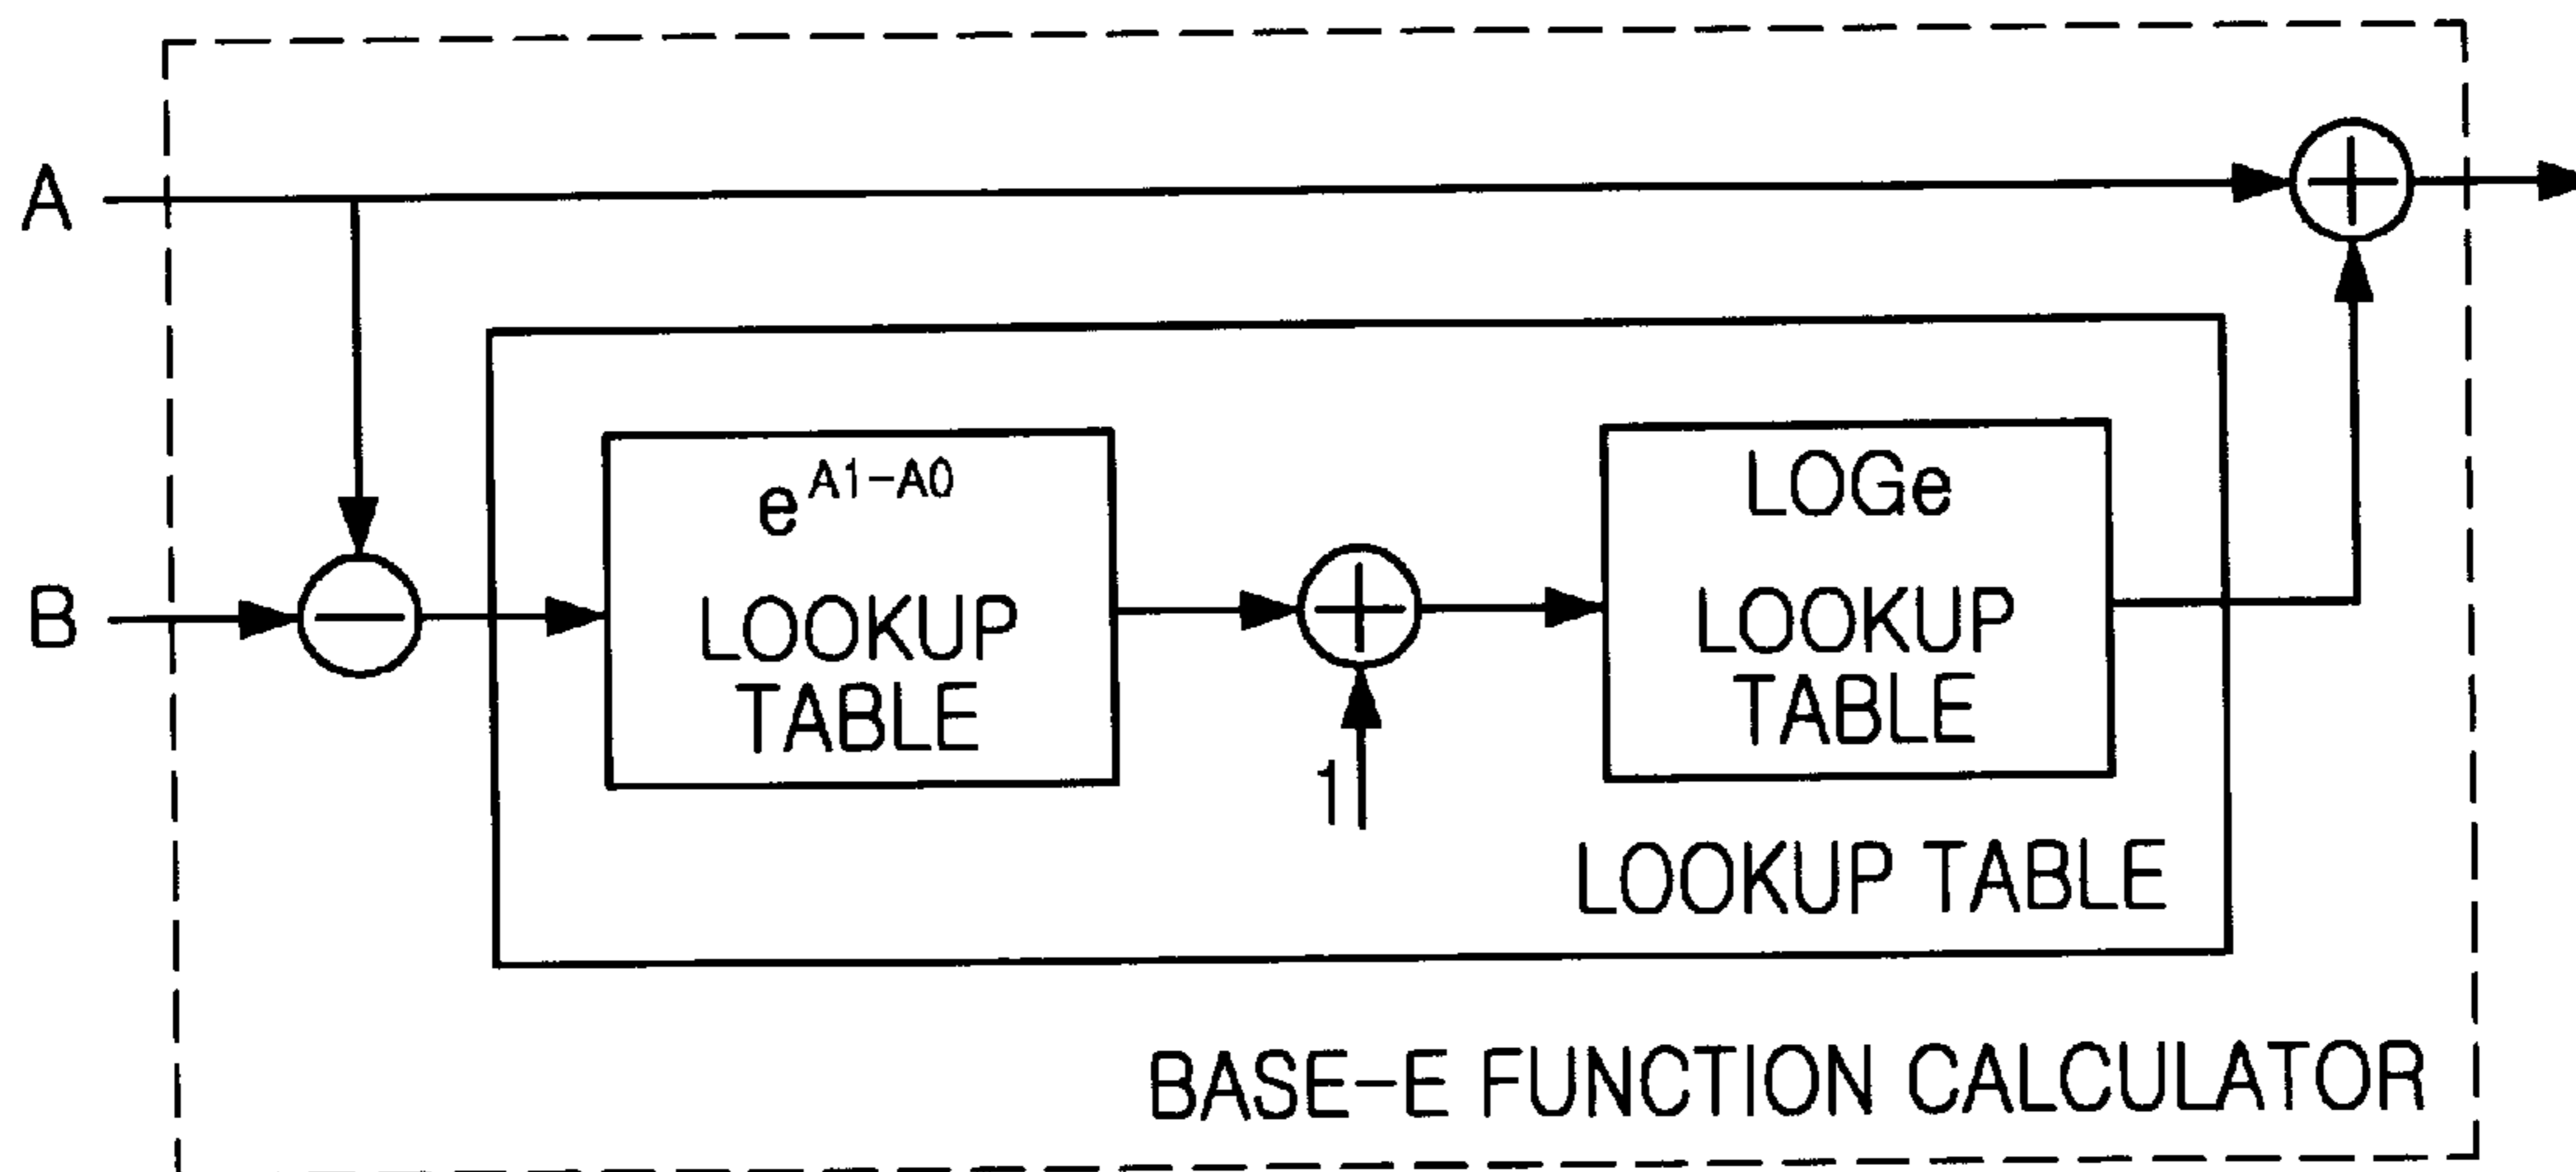 A
B
e^A1-A0
LOOKUP
TABLE
1
LOGe
LOOKUP
TABLE
LOOKUP TABLE
BASE-E FUNCTION CALCULATOR